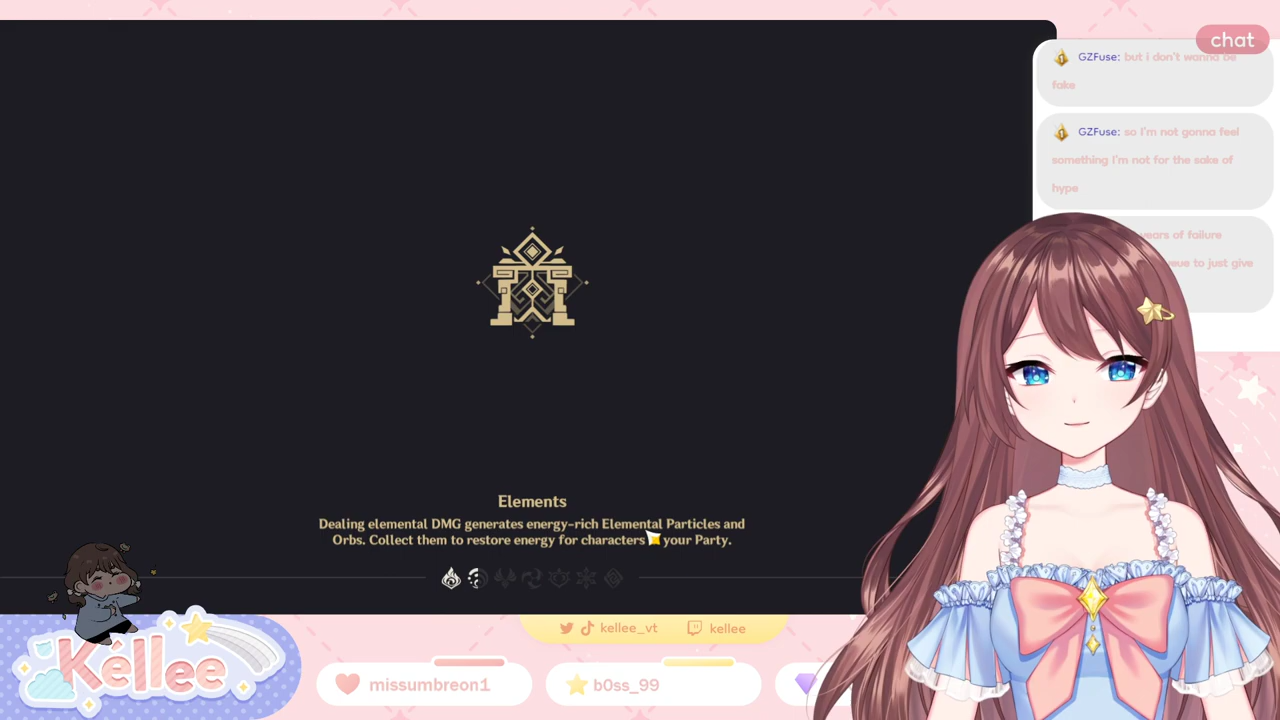 chat
GZFuse: but i don't wanna be
fake
GZFuse: so I'm not gonna feel
something I'm not for the sake of
hype
years of failure
to just give
Elements
Dealing elemental DMG generates energy-rich Elemental Particles and
Orbs. Collect them to restore energy for characters your Party.
kellee_vt
kellee
Kéllee
missumbreon1
b0ss_99